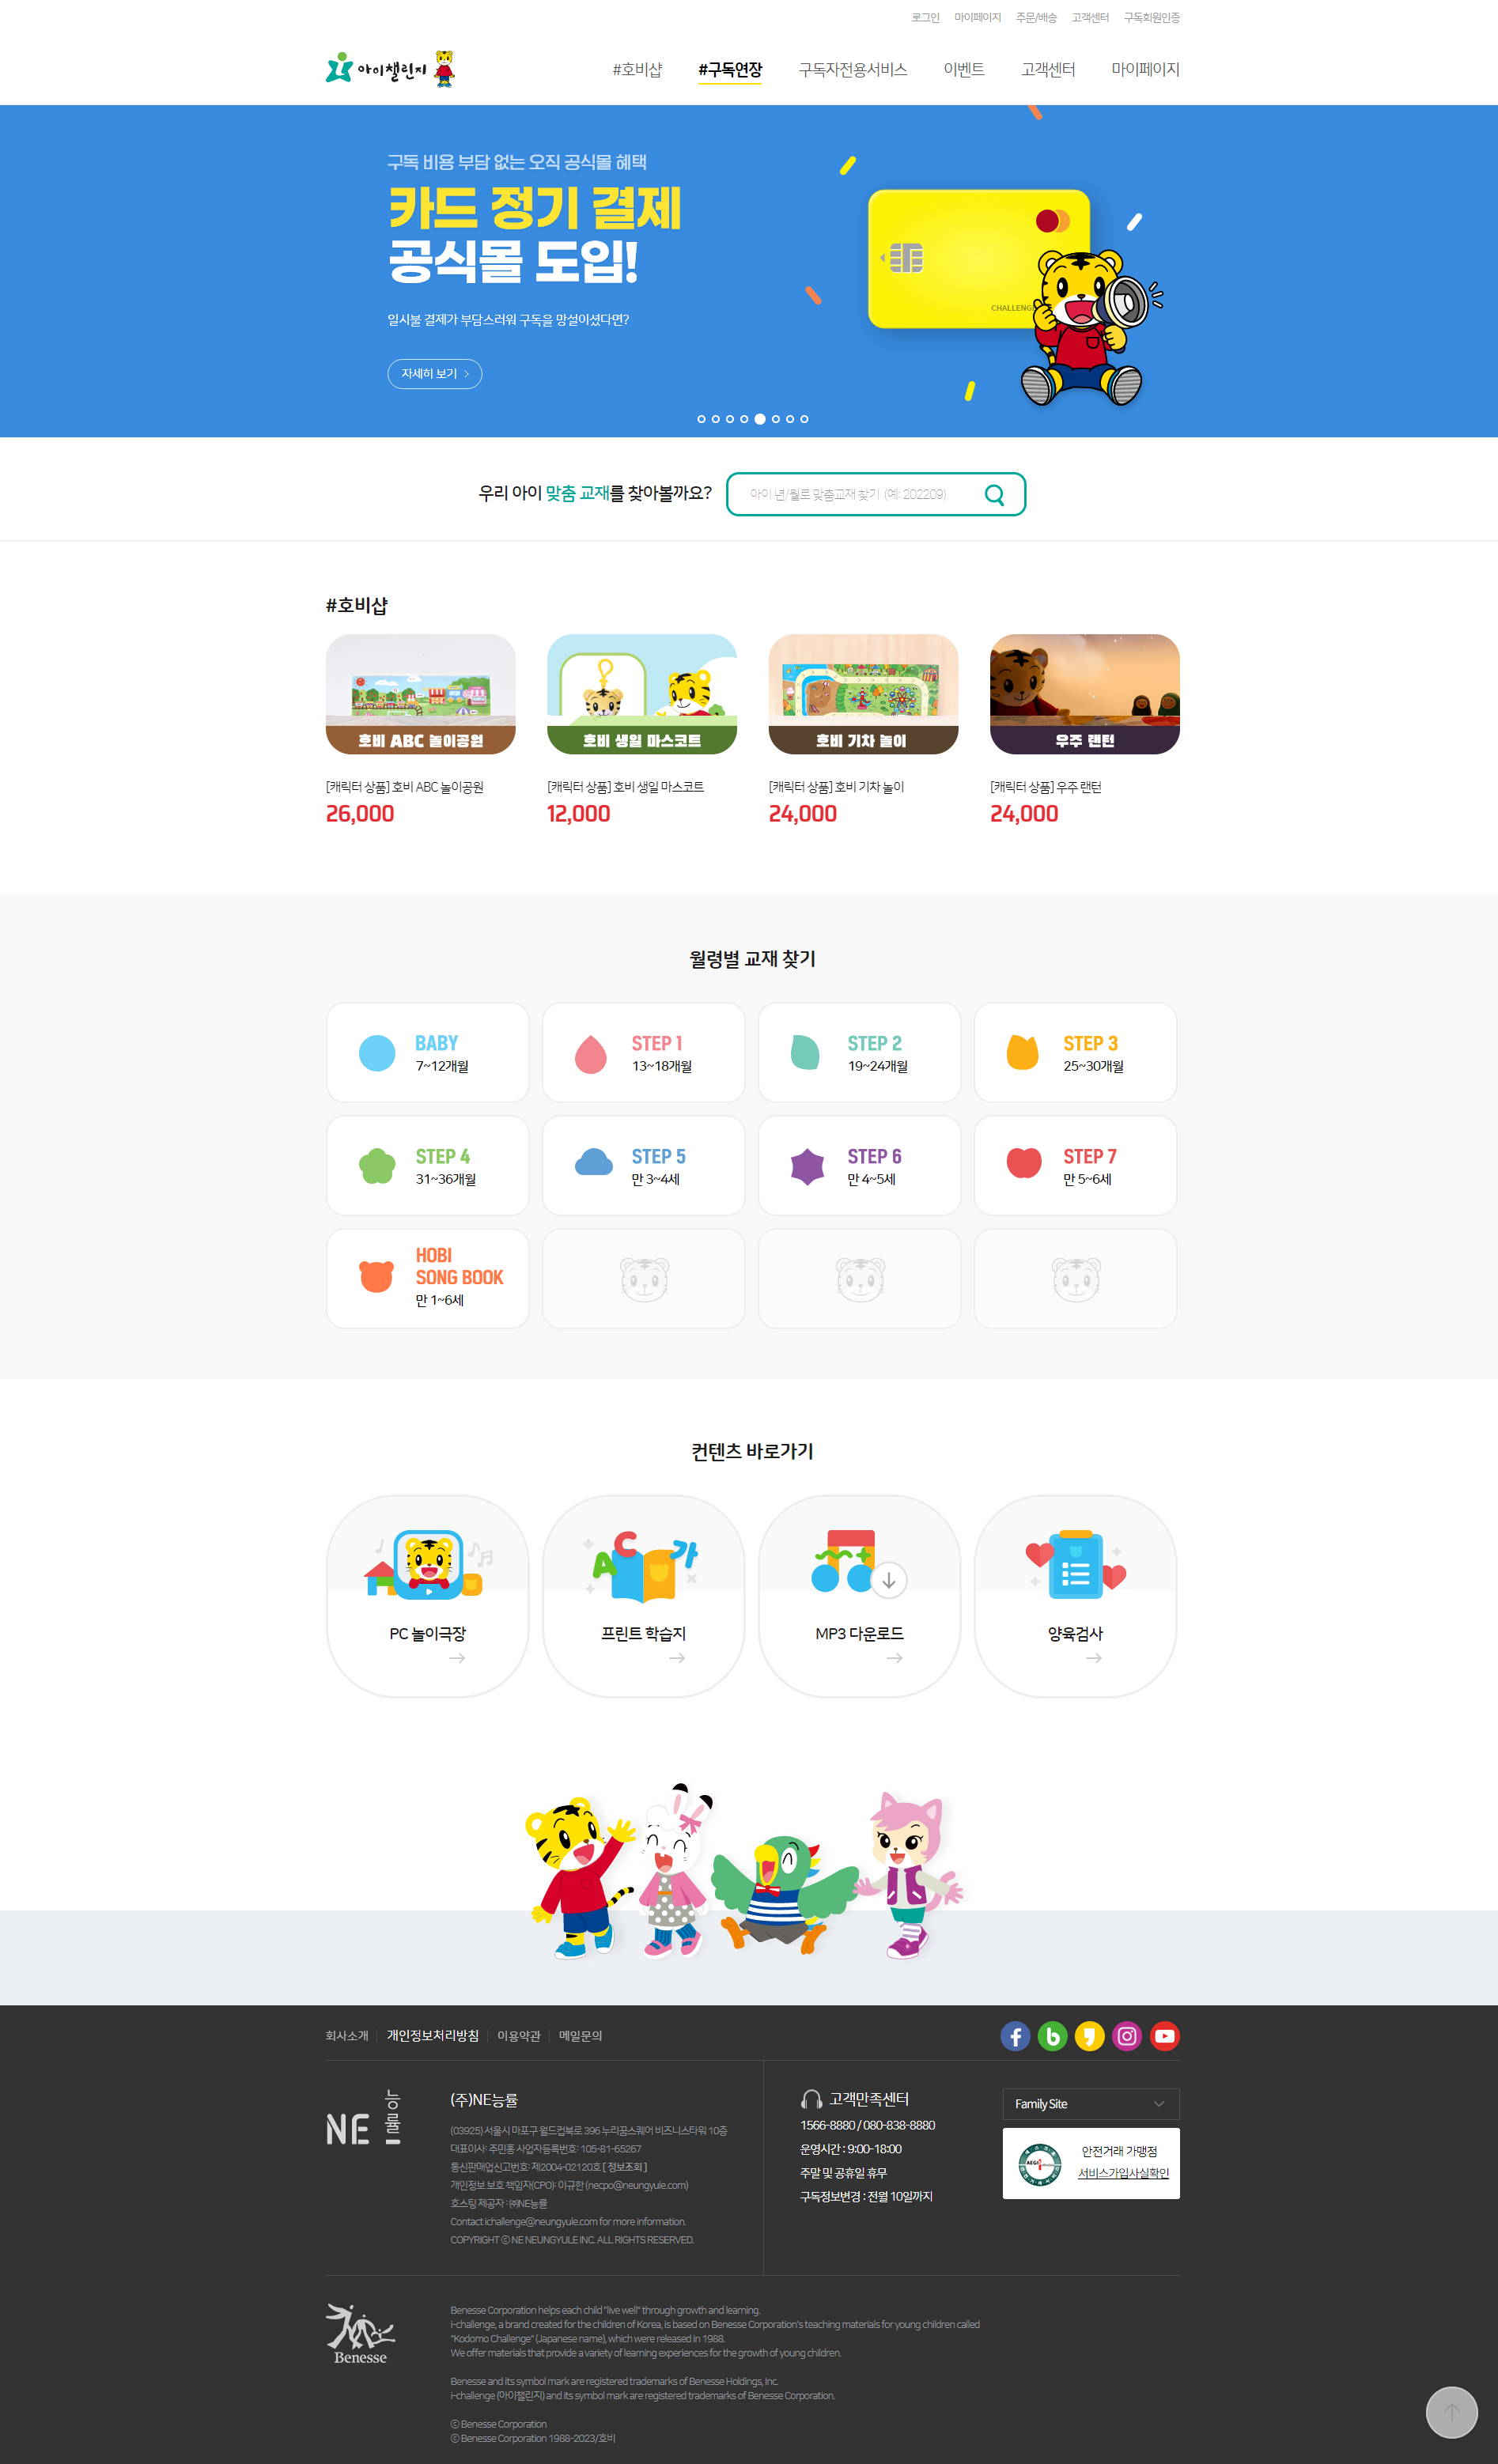 로그인 마이페이지 주문/배송 고객센터 구독회원인증
아이챌린지
#호비샵 #구독연장 구독자전용서비스 이벤트 고객센터 마이페이지
구독 비용 부담 없는 오직 공식몰 혜택
카드 정기 결제
공식몰 도입!
CHALLENGE
일시불 결제가 부담스러워 구독을 망설이셨다면?
자세히 보기
우리 아이 맞춤 교재를 찾아볼까요?
아이 년/월로 맞춤교재 찾기 (예: 202209)
#호비샵
호비 ABC 놀이공원
호비 생일 마스코트
호비 기차 놀이
우주 랜턴
[캐릭터 상품] 호비 ABC 놀이공원
26,000
[캐릭터 상품] 호비 생일 마스코트
12,000
[캐릭터 상품] 호비 기차 놀이
24,000
[캐릭터 상품] 우주 랜턴
24,000
월령별 교재 찾기
BABY
7~12개월
STEP 1
13~18개월
STEP 2
19~24개월
STEP 3
25~30개월
STEP 4
31~36개월
STEP 5
만 3~4세
STEP 6
만 4~5세
STEP 7
만 5~6세
HOBI
SONG BOOK
만 1~6세
컨텐츠 바로가기
A C 가
PC 놀이극장
프린트 학습지
MP3 다운로드
양육검사
회사소개 개인정보처리방침 이용약관 메일문의
NE 능률
(주)NE능률
(03925) 서울시 마포구 월드컵북로 396 누리꿈스퀘어 비즈니스타워 10층
대표이사: 주민홍 사업자등록번호: 105-81-65267
통신판매업신고번호: 제2004-02120호 [ 정보조회 ]
개인정보 보호 책임자(CPO): 이규한 (necpo@neungyule.com)
호스팅 제공자 : ㈜NE능률
Contact ichallenge@neungyule.com for more information.
COPYRIGHT ⓒ NE NEUNGYULE INC. ALL RIGHTS RESERVED.
고객만족센터
1566-8880 / 080-838-8880
운영시간 : 9:00-18:00
주말 및 공휴일 휴무
구독정보변경 : 전월 10일까지
Family Site
안전거래 가맹점
서비스가입사실확인
Benesse
Benesse Corporation helps each child "live well" through growth and learning.
i-challenge, a brand created for the children of Korea, is based on Benesse Corporation's teaching materials for young children called
"Kodomo Challenge" (Japanese name), which were released in 1988.
We offer materials that provide a variety of learning experiences for the growth of young children.
Benesse and its symbol mark are registered trademarks of Benesse Holdings, Inc.
i-challenge (아이챌린지) and its symbol mark are registered trademarks of Benesse Corporation.
ⓒ Benesse Corporation
ⓒ Benesse Corporation 1988-2023/호비